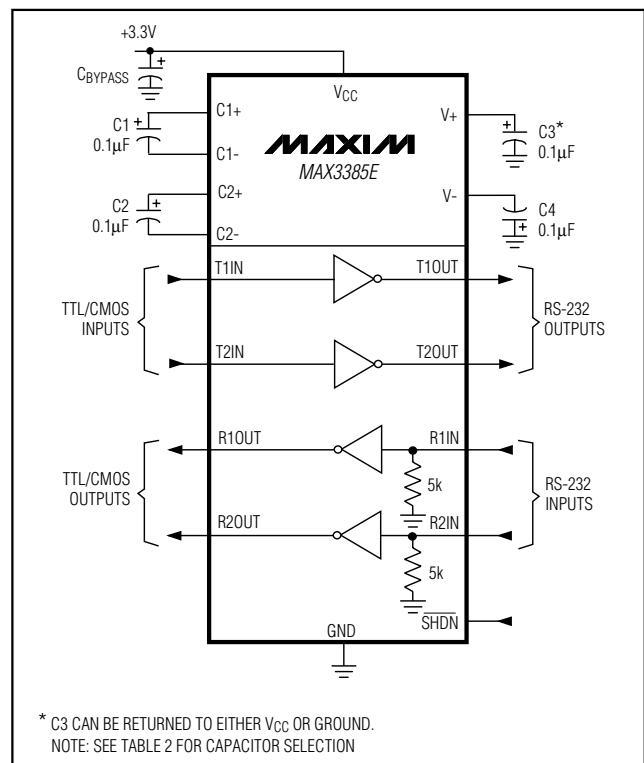 +3.3V
CBYPASS
VCC
C1
0.1µF
C1+
C1-
C2
0.1µF
C2+
C2-
MAXIM
MAX3385E
V+
C3*
0.1µF
V-
C4
0.1µF
TTL/CMOS
INPUTS
T1IN
T1OUT
T2IN
T2OUT
RS-232
OUTPUTS
TTL/CMOS
OUTPUTS
R1OUT
R1IN
5k
R2OUT
R2IN
5k
RS-232
INPUTS
SHDN
GND
* C3 CAN BE RETURNED TO EITHER VCC OR GROUND.
NOTE: SEE TABLE 2 FOR CAPACITOR SELECTION